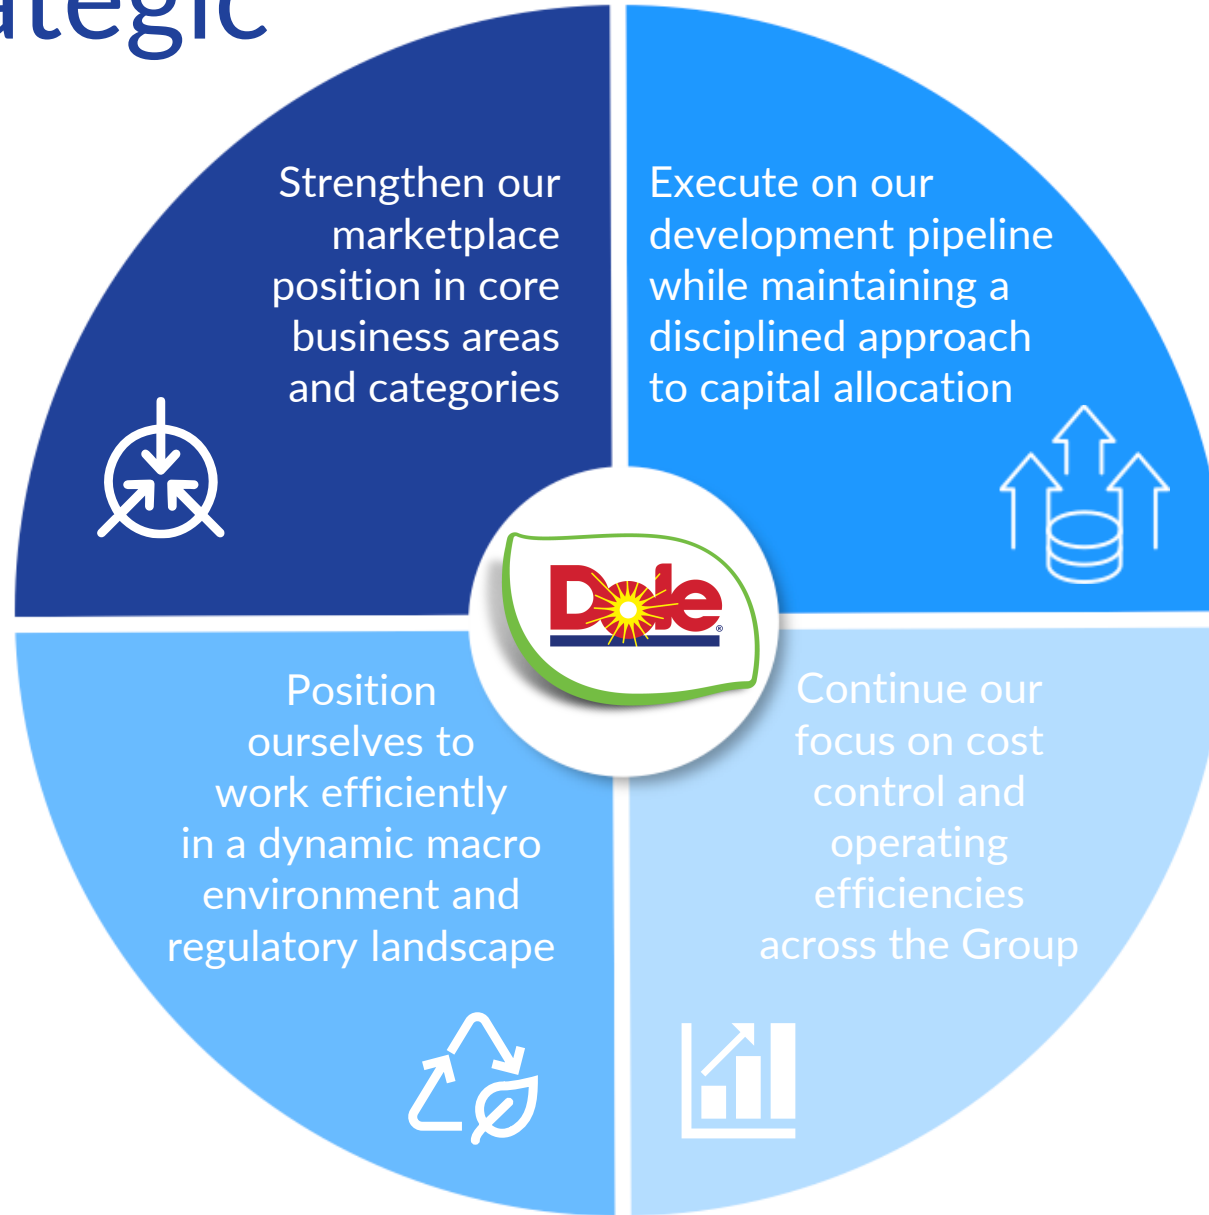 Strengthen our
marketplace
position in core
business areas
and categories
Execute on our
development pipeline
while maintaining a
disciplined approach
to capital allocation
Dole
®
Position
ourselves to
work efficiently
in a dynamic macro
environment and
regulatory landscape
Continue our
focus on cost
control and
operating
efficiencies
across the Group